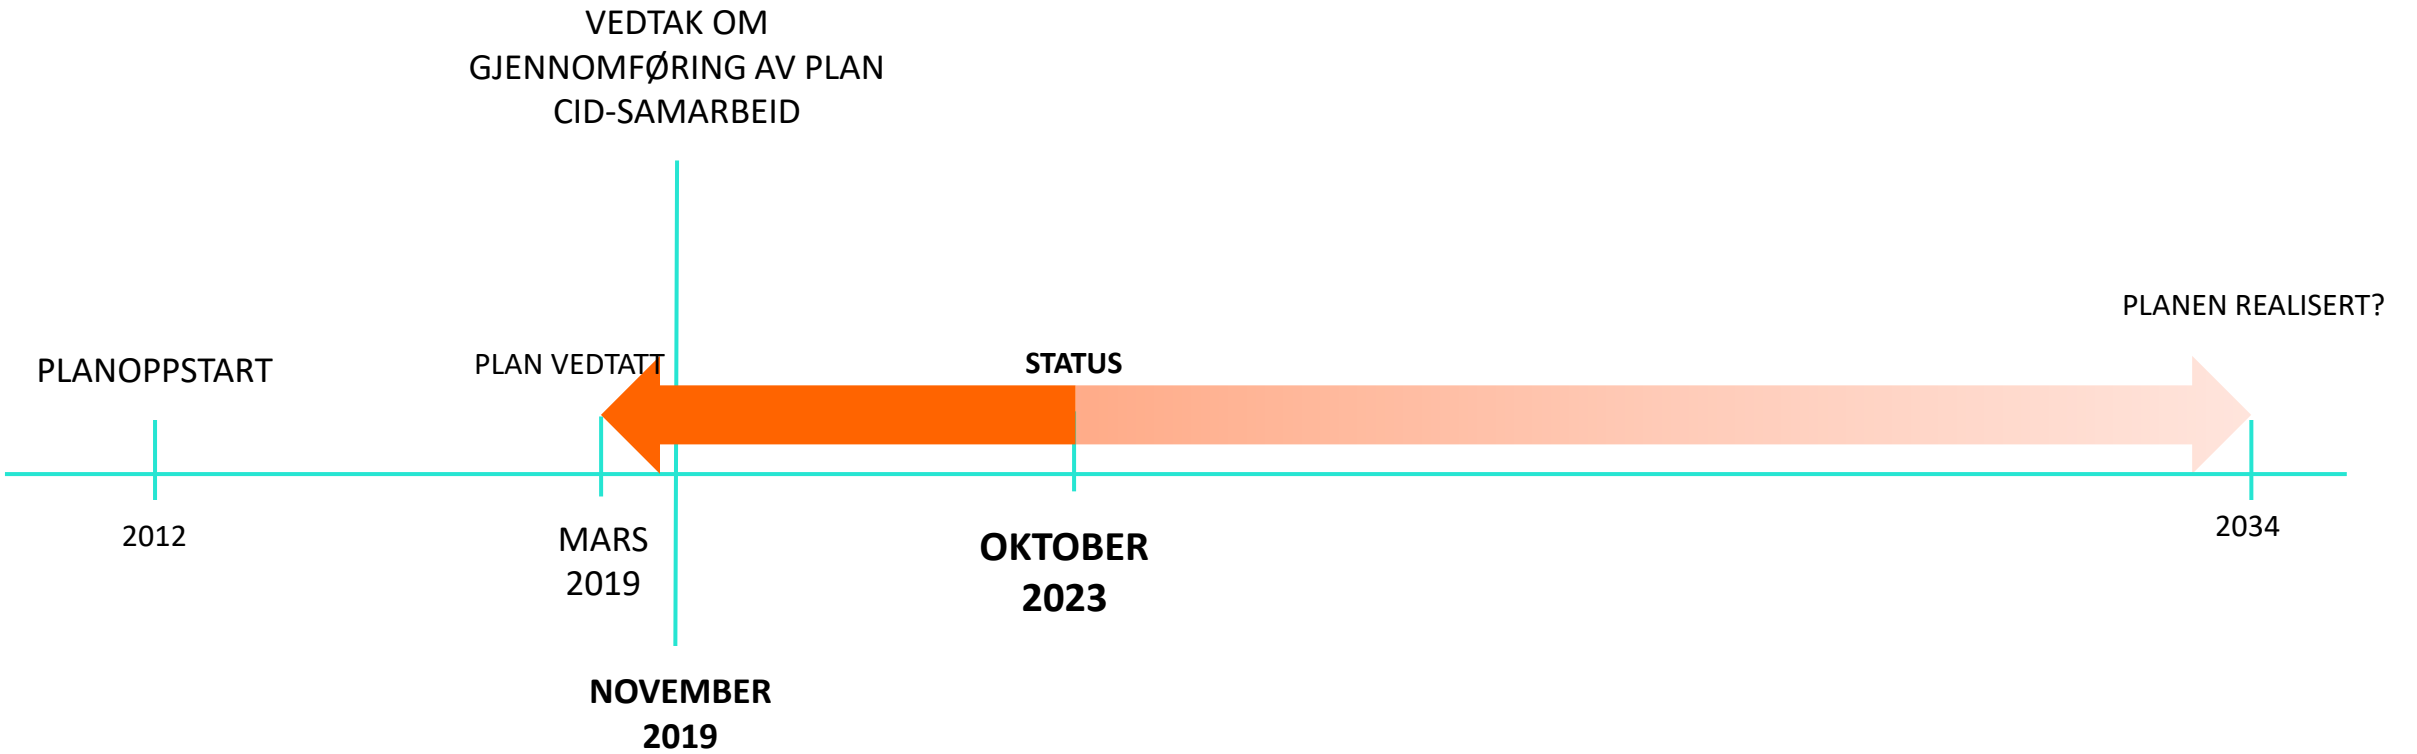 VEDTAK OM
GJENNOMFØRING AV PLAN
CID-SAMARBEID
PLANEN REALISERT?
PLANOPPSTART
PLAN VEDTATT
STATUS
2012
MARS
2019
OKTOBER
2023
2034
NOVEMBER
2019